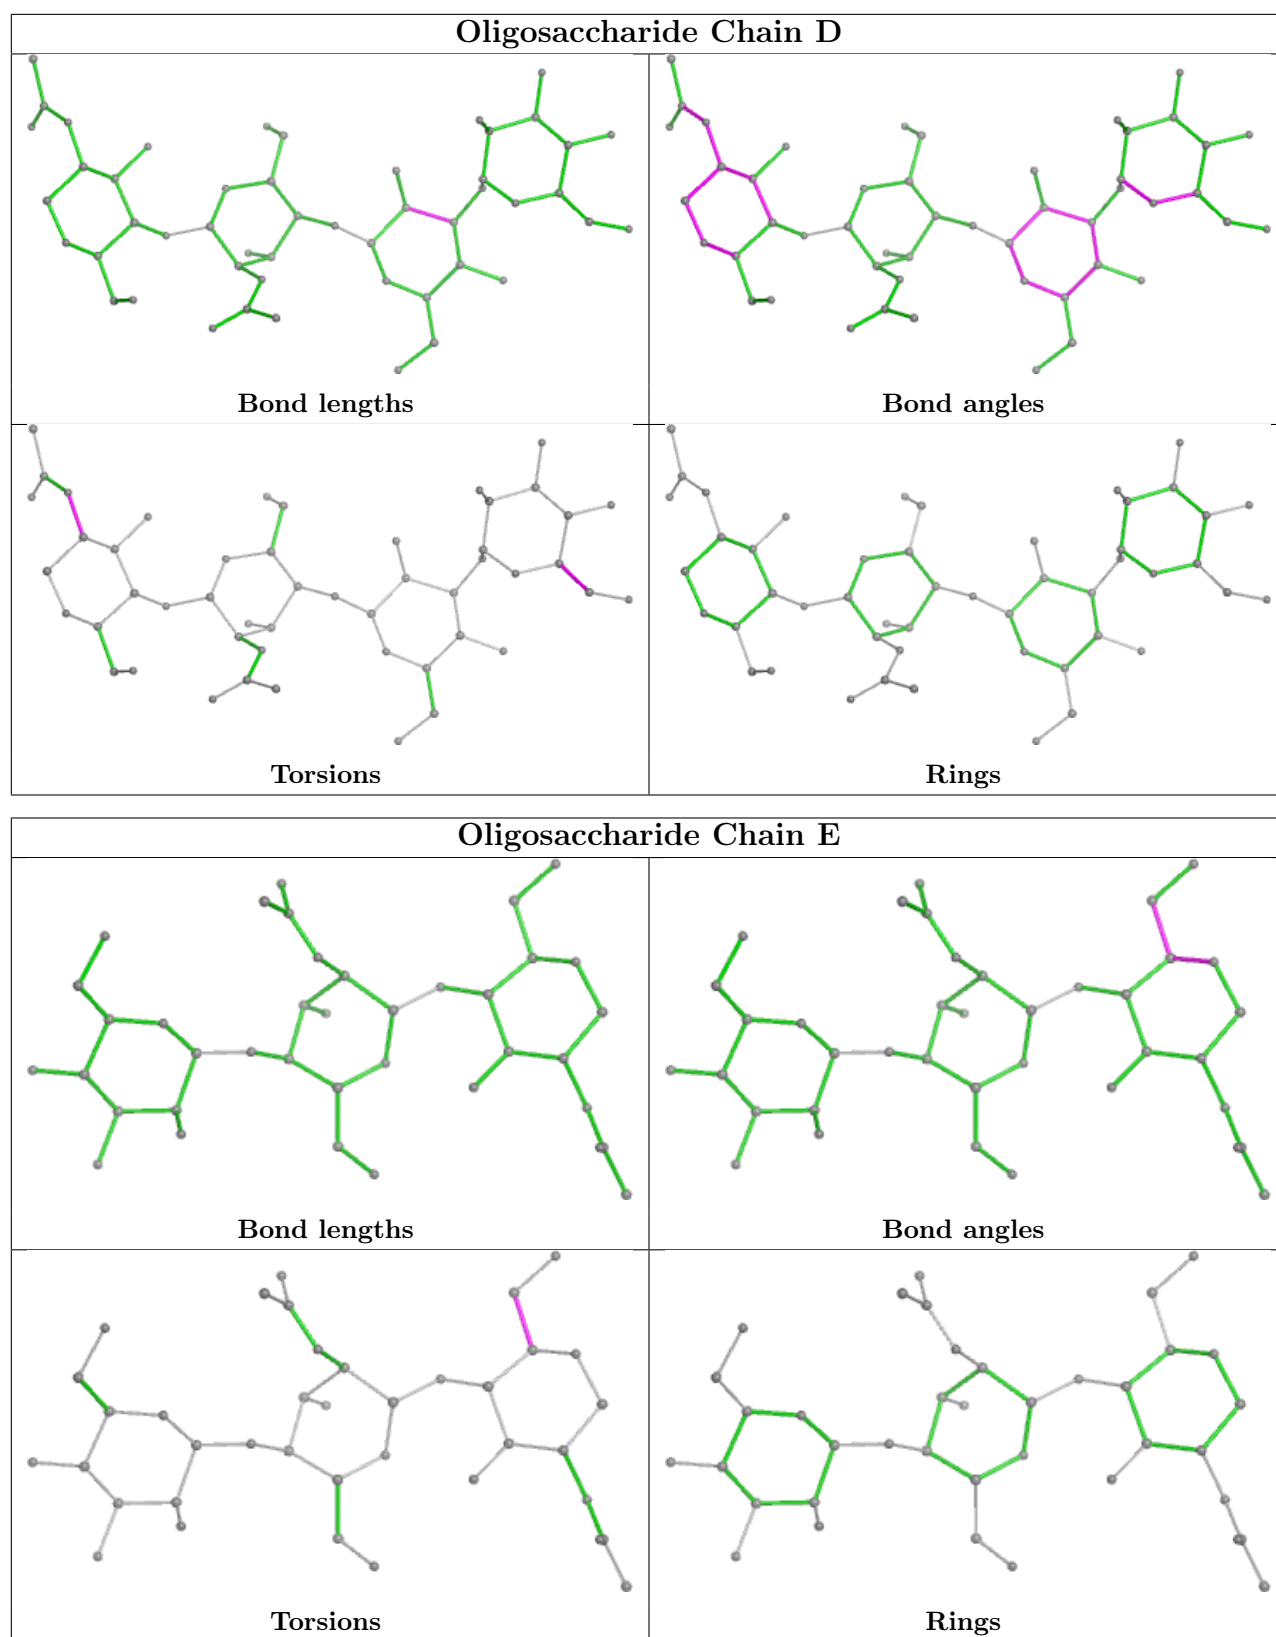 Oligosaccharide Chain D
Bond lengths
Bond angles
Torsions
Rings
Oligosaccharide Chain E
Bond lengths
Bond angles
Torsions
Rings